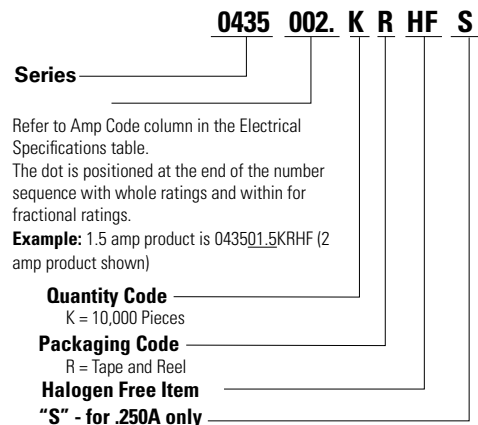 0435 002. K R HF S
Series
Refer to Amp Code column in the Electrical
Specifications table.
The dot is positioned at the end of the number
sequence with whole ratings and within for
fractional ratings.
Example: 1.5 amp product is 043501.5KRHF (2
amp product shown)
Quantity Code
K = 10,000 Pieces
Packaging Code
R = Tape and Reel
Halogen Free Item
“S” - for .250A only